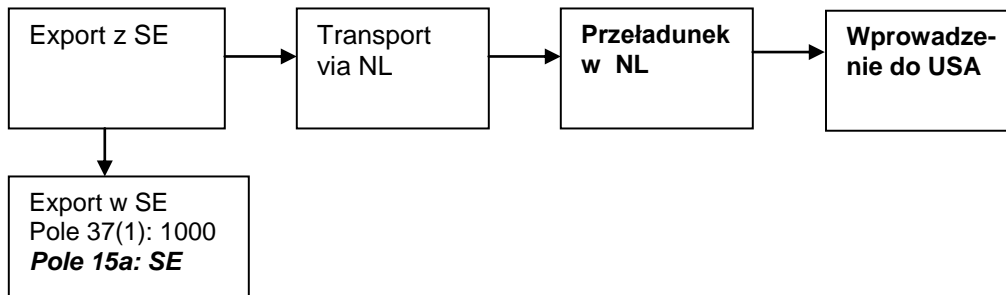 Export z SE
Transport
via NL
Przeładunek
w NL
Wprowadze-
nie do USA
Export w SE
Pole 37(1): 1000
Pole 15a: SE